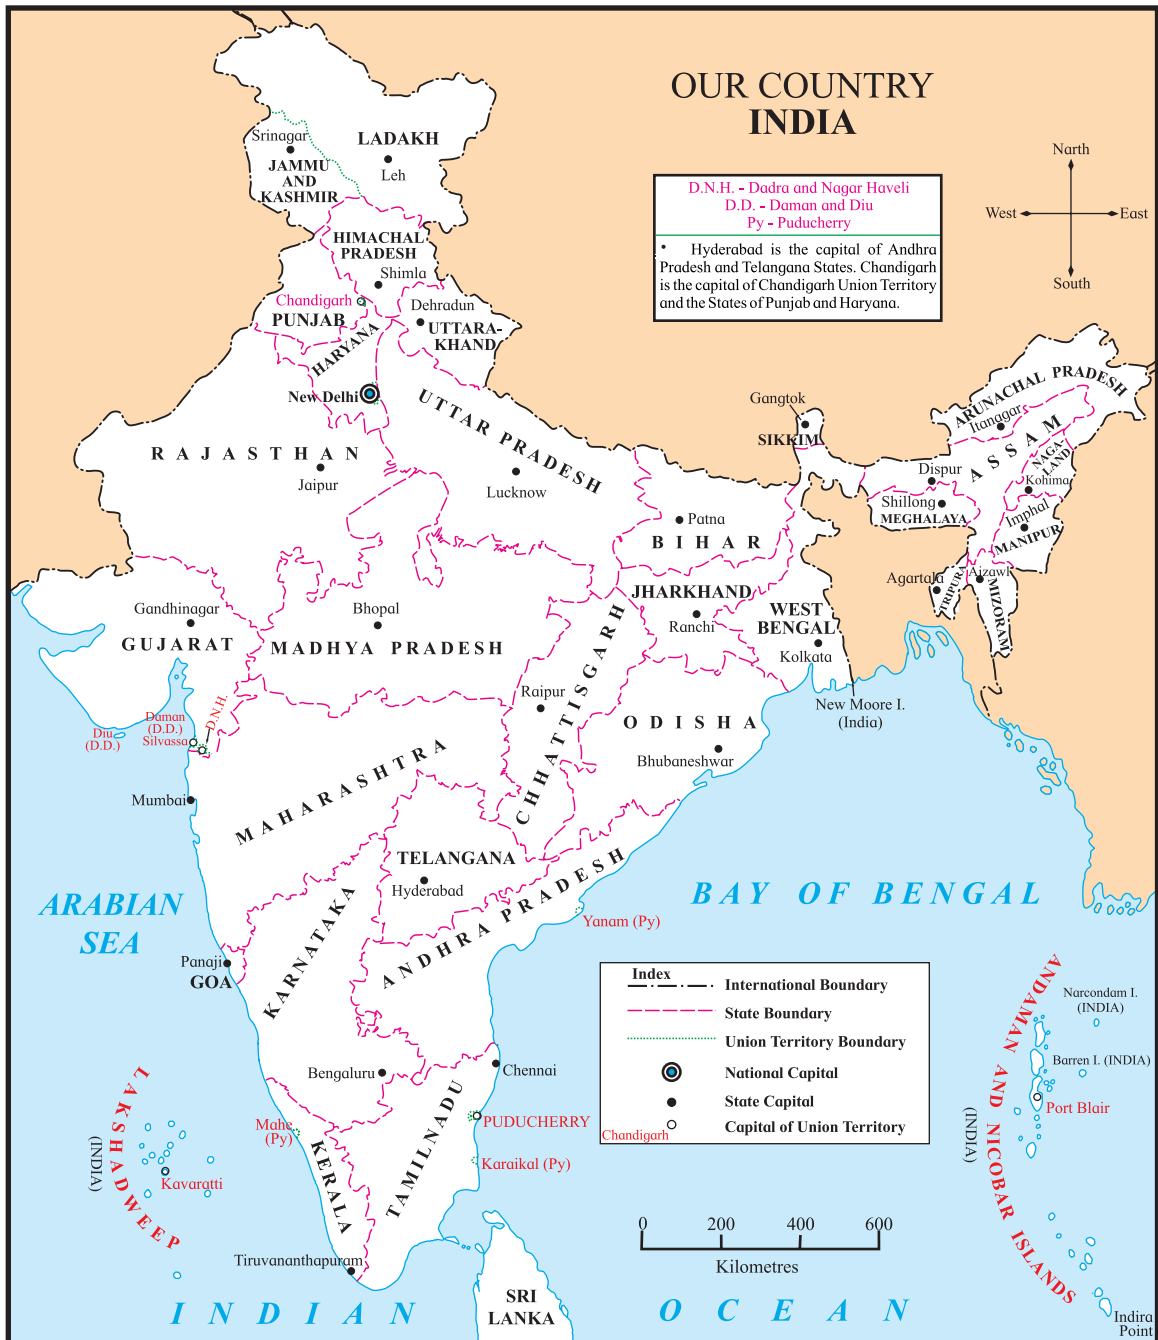 OUR COUNTRY
INDIA
North
West
East
South
D.N.H. - Dadra and Nagar Haveli
D.D. - Daman and Diu
Py - Puducherry
• Hyderabad is the capital of Andhra
Pradesh and Telangana States. Chandigarh
is the capital of Chandigarh Union Territory
and the States of Punjab and Haryana.
Srinagar
LADAKH
Leh
JAMMU
AND
KASHMIR
HIMACHAL
PRADESH
Shimla
Chandigarh
PUNJAB
Dehradun
UTTARA-
KHAND
HARYANA
New Delhi
UTTAR PRADESH
Lucknow
RAJASTHAN
Jaipur
Gangtok
SIKKIM
ARUNACHAL PRADESH
Itanagar
ASSAM
Dispur
NAGA-
LAND
Kohima
Shillong
MEGHALAYA
Imphal
MANIPUR
Agartala
TRIPURA
Aizawl
MIZORAM
Patna
BIHAR
JHARKHAND
Ranchi
WEST
BENGAL
Kolkata
New Moore I.
(India)
Gandhinagar
GUJARAT
Bhopal
MADHYA PRADESH
Raipur
CHHATTISGARH
ODISHA
Bhubaneshwar
Diu
(D.D.)
Daman
(D.D.)
Silvassa
D.N.H.
Mumbai
MAHARASHTRA
TELANGANA
Hyderabad
ANDHRA PRADESH
Yanam (Py)
ARABIAN
SEA
BAY OF BENGAL
Panaji
GOA
KARNATAKA
Bengaluru
Chennai
TAMILNADU
PUDUCHERRY
Karaikal (Py)
Mahe
(Py)
KERALA
Tiruvananthapuram
LAKSHADWEEP
(INDIA)
Kavaratti
Index
International Boundary
State Boundary
Union Territory Boundary
National Capital
State Capital
Chandigarh
Capital of Union Territory
0 200 400 600
Kilometres
ANDAMAN AND NICOBAR ISLANDS
(INDIA)
Narcondam I.
(INDIA)
Barren I. (INDIA)
Port Blair
Indira
Point
SRI
LANKA
INDIAN OCEAN